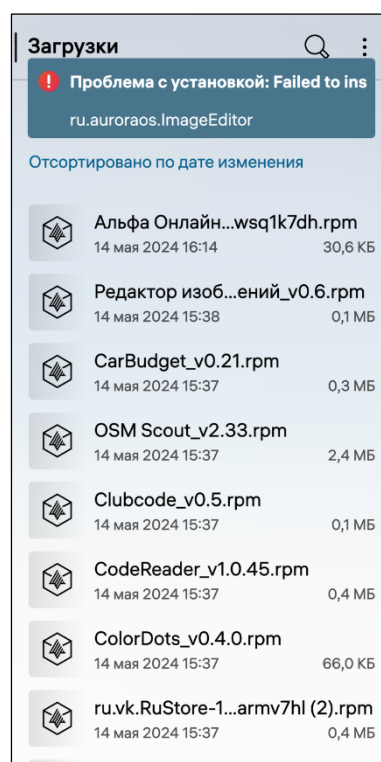 Загрузки
Проблема с установкой: Failed to ins
ru.auroraos.ImageEditor
Отсортировано по дате изменения
Альфа Онлайн...wsq1k7dh.rpm
14 мая 2024 16:14 30,6 КБ
Редактор изоб...ений_v0.6.rpm
14 мая 2024 15:38 0,1 МБ
CarBudget_v0.21.rpm
14 мая 2024 15:37 0,3 МБ
OSM Scout_v2.33.rpm
14 мая 2024 15:37 2,4 МБ
Clubcode_v0.5.rpm
14 мая 2024 15:37 0,1 МБ
CodeReader_v1.0.45.rpm
14 мая 2024 15:37 0,4 МБ
ColorDots_v0.4.0.rpm
14 мая 2024 15:37 66,0 КБ
ru.vk.RuStore-1...armv7hl (2).rpm
14 мая 2024 15:37 0,4 МБ